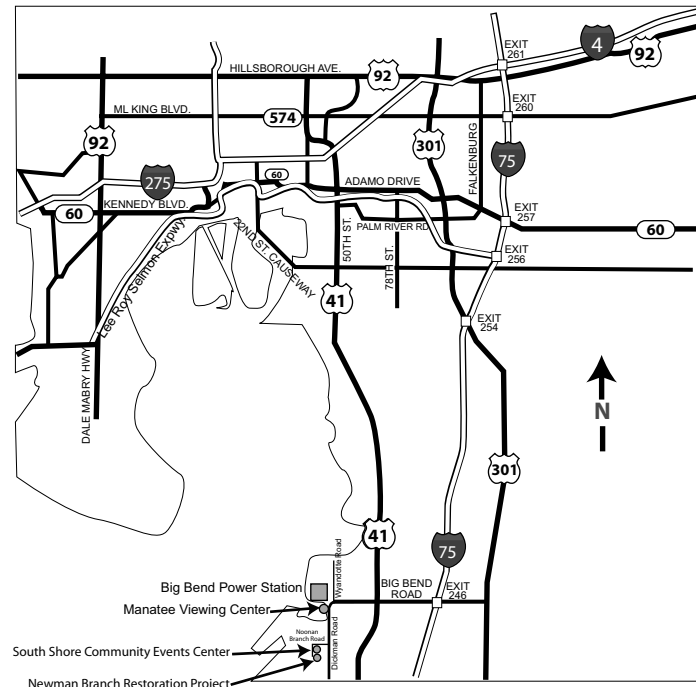 EXIT
261
4
92
HILLSBOROUGH AVE.
92
EXIT
260
ML KING BLVD.
574
92
301
FALKENBURG
75
275
60
ADAMO DRIVE
60
KENNEDY BLVD.
EXIT
257
60
Lee Roy Selmon Expwy.
22ND ST. CAUSEWAY
50TH ST.
PALM RIVER RD.
78TH ST.
EXIT
256
41
EXIT
254
DALE MABRY HWY
N
301
41
75
Wyandotte Road
Big Bend Power Station
BIG BEND
ROAD
EXIT
246
Manatee Viewing Center
Noonan
Branch Road
Dickman Road
South Shore Community Events Center
Newman Branch Restoration Project